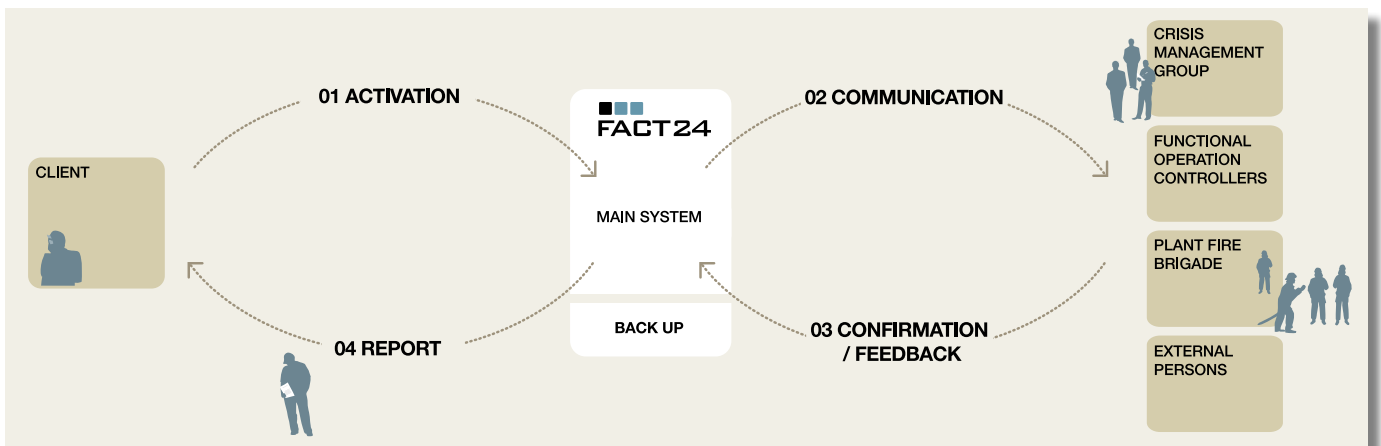 CLIENT
01 ACTIVATION
FACT24
MAIN SYSTEM
BACK UP
02 COMMUNICATION
03 CONFIRMATION
/ FEEDBACK
04 REPORT
CRISIS
MANAGEMENT
GROUP
FUNCTIONAL
OPERATION
CONTROLLERS
PLANT FIRE
BRIGADE
EXTERNAL
PERSONS